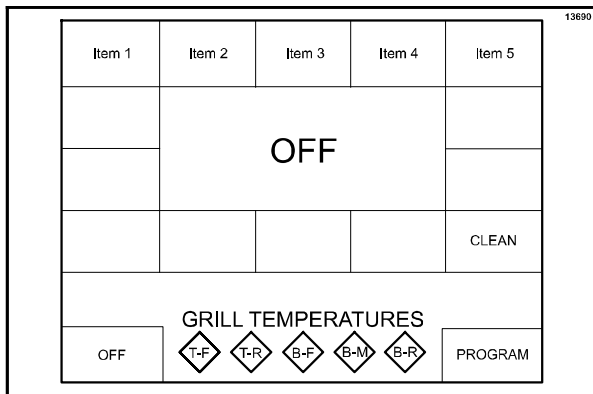 13690
Item 1 Item 2 Item 3 Item 4 Item 5
OFF
CLEAN
GRILL TEMPERATURES
OFF T-F T-R B-F B-M B-R PROGRAM